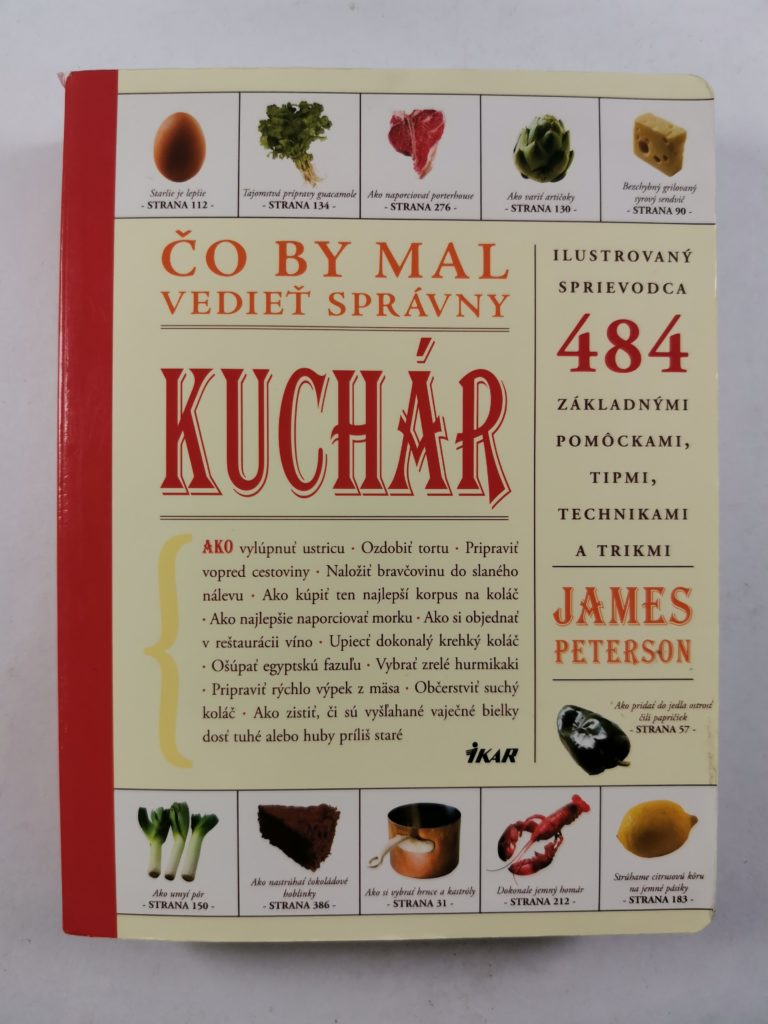 Staršie je lepšie
- STRANA 112 -
Tajomstvá prípravy guacamole
- STRANA 134 -
Ako naporciovať porterhouse
- STRANA 276 -
Ako variť artičoky
- STRANA 130 -
Bezchybný grilovaný
syrový sendvič
- STRANA 90 -
ČO BY MAL
VEDIEŤ SPRÁVNY
KUCHÁR
AKO vylúpnuť ustricu · Ozdobiť tortu · Pripraviť
vopred cestoviny · Naložiť bravčovinu do slaného
nálevu · Ako kúpiť ten najlepší korpus na koláč
· Ako najlepšie naporciovať morku · Ako si objednať
v reštaurácii víno · Upiecť dokonalý krehký koláč
· Ošúpať egyptskú fazuľu · Vybrať zrelé hurmikaki
· Pripraviť rýchlo výpek z mäsa · Občerstviť suchý
koláč · Ako zistiť, či sú vyšľahané vaječné bielky
dosť tuhé alebo huby príliš staré
IKAR
ILUSTROVANÝ
SPRIEVODCA
484
ZÁKLADNÝMI
POMÔCKAMI,
TIPMI,
TECHNIKAMI
A TRIKMI
JAMES
PETERSON
Ako pridať do jedla ostrosť
čili papričiek
- STRANA 57 -
Ako umyť pór
- STRANA 150 -
Ako nastrúhať čokoládové
hoblinky
- STRANA 386 -
Ako si vybrať hrnce a kastróly
- STRANA 31 -
Dokonale jemný homár
- STRANA 212 -
Strúhame citrusovú kôru
na jemné pásiky
- STRANA 183 -